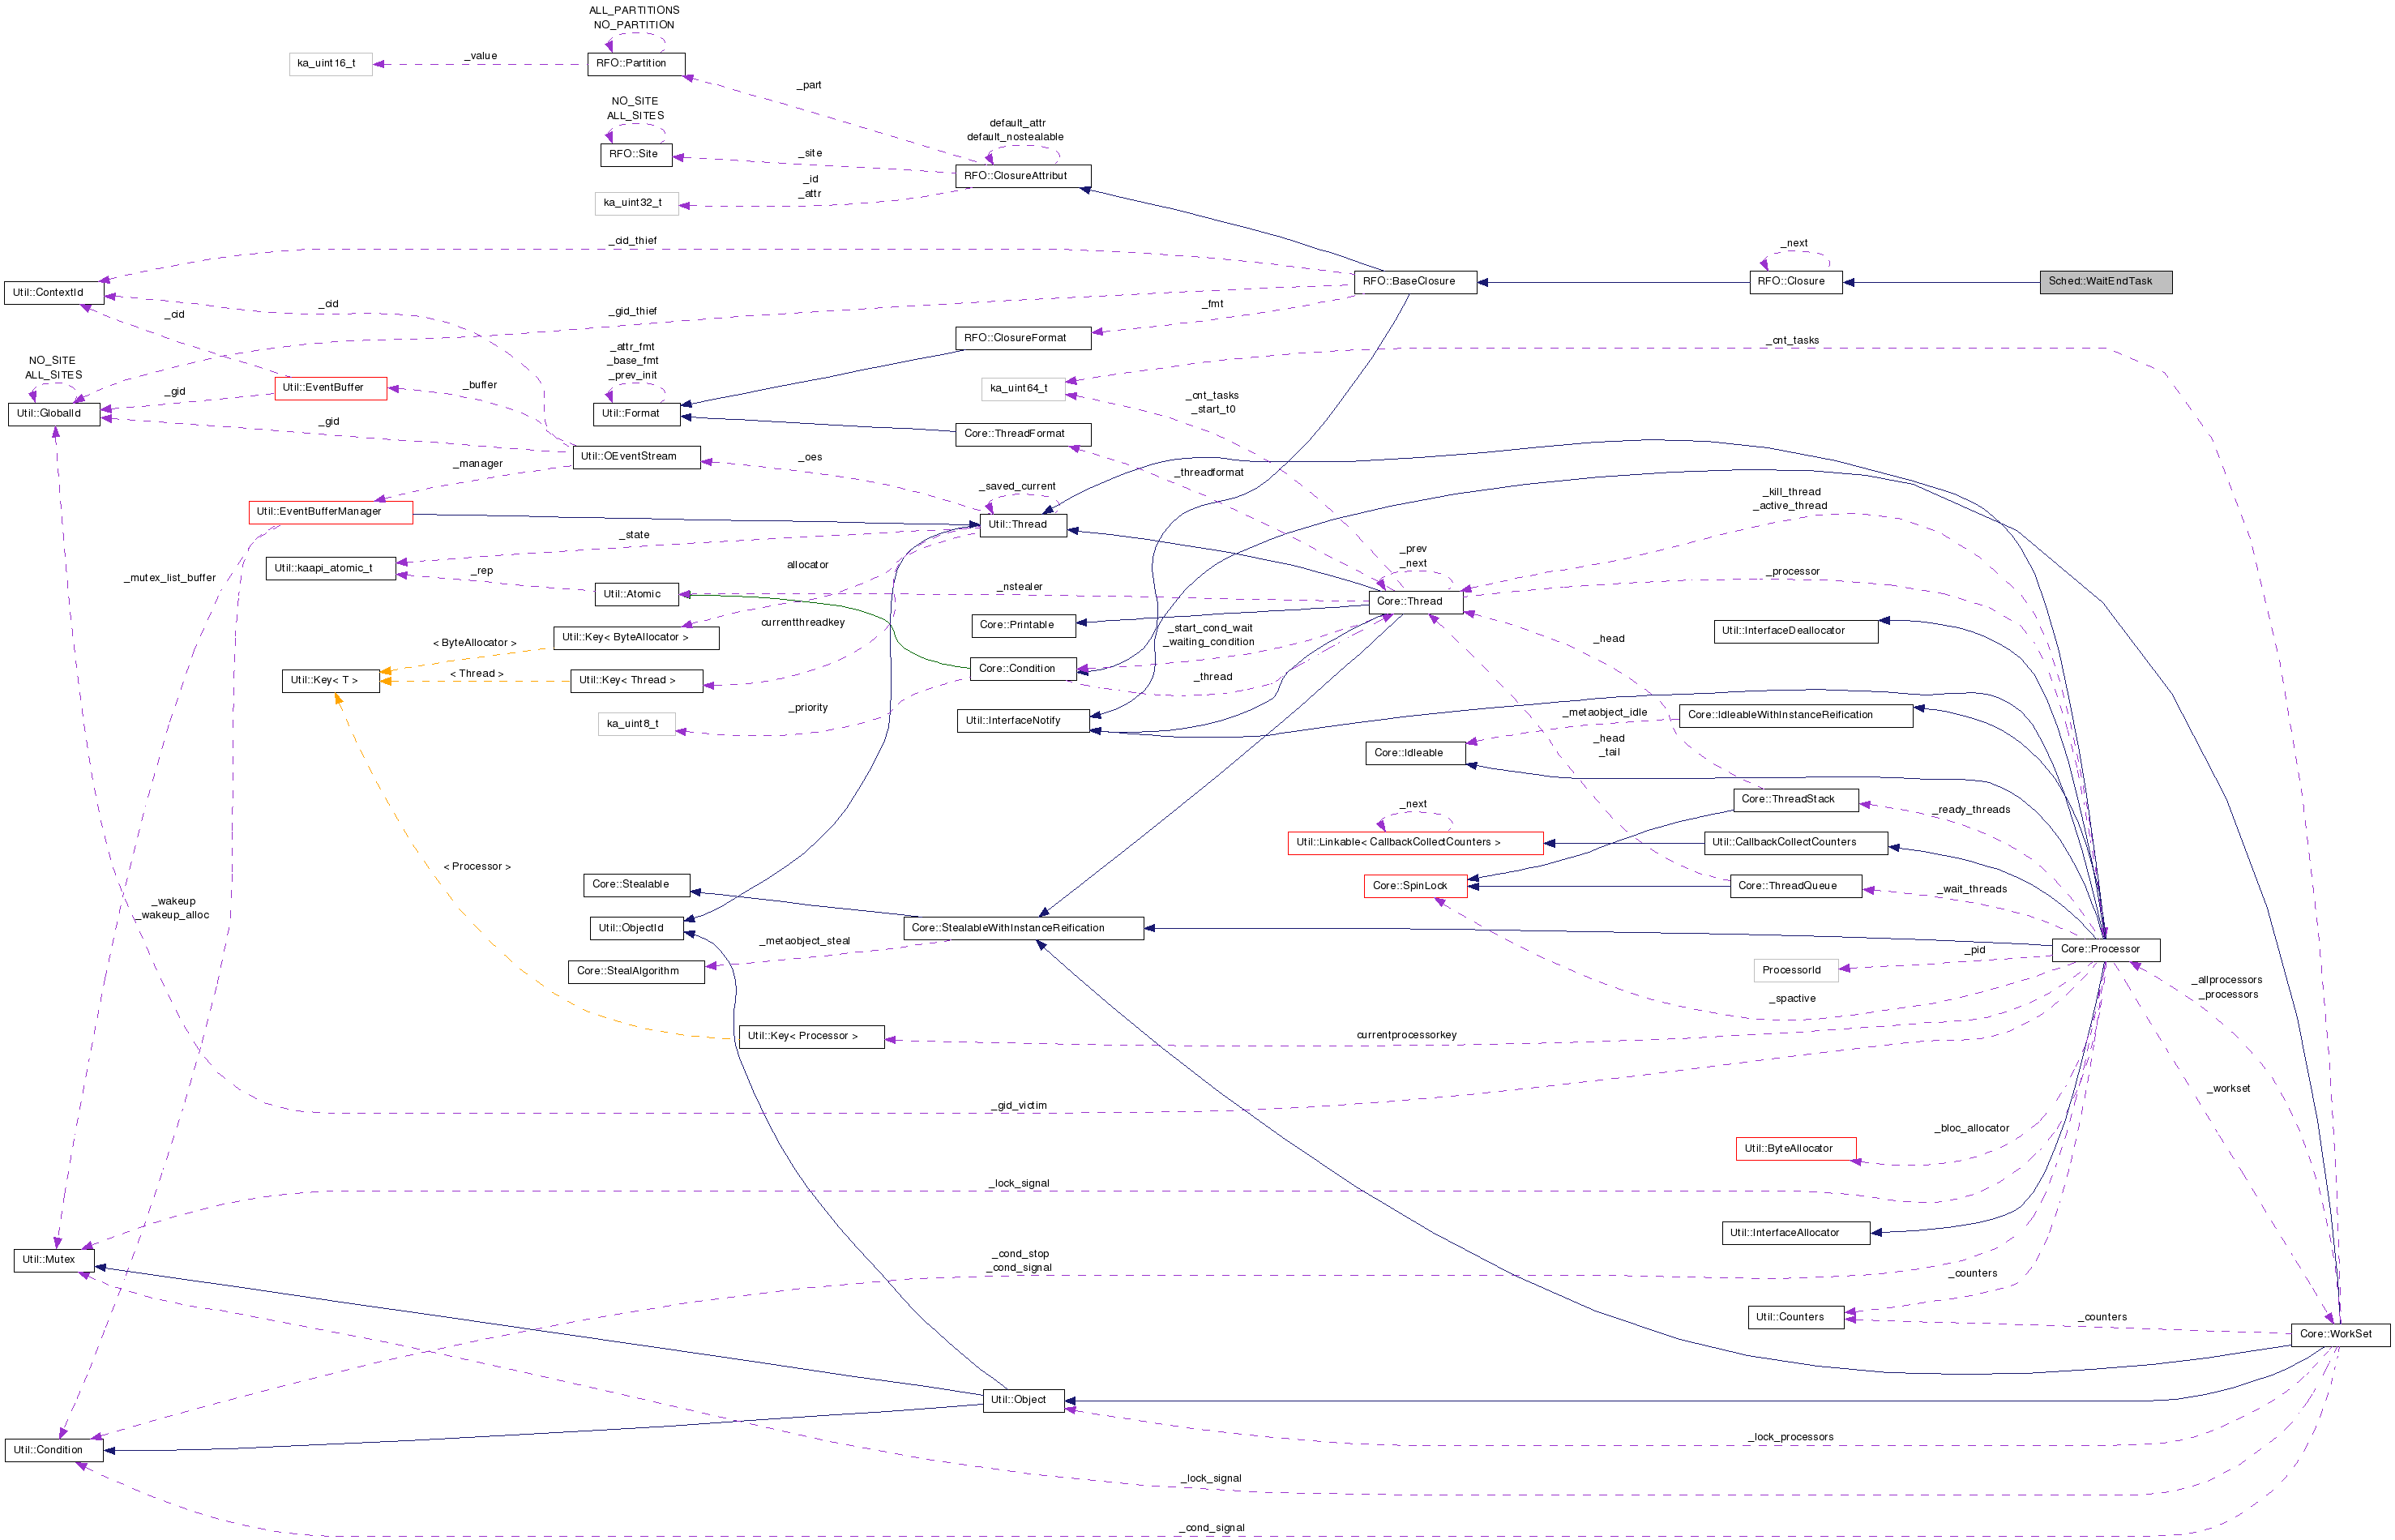 ALL_PARTITIONS
NO_PARTITION
ka_uint16_t
_value
RFO::Partition
_part
NO_SITE
ALL_SITES
RFO::Site
_site
default_attr
default_nostealable
RFO::ClosureAttribut
_id
_attr
ka_uint32_t
_cid_thief
_next
Util::ContextId
_cid
_cid
_gid_thief
RFO::BaseClosure
RFO::Closure
Sched::WaitEndTask
_fmt
RFO::ClosureFormat
_cnt_tasks
NO_SITE
ALL_SITES
Util::GlobalId
Util::EventBuffer
_gid
_gid
_buffer
_attr_fmt
_base_fmt
_prev_init
Util::Format
ka_uint64_t
_cnt_tasks
_start_t0
Core::ThreadFormat
Util::OEventStream
_manager
_oes
_threadformat
_saved_current
_kill_thread
_active_thread
Util::EventBufferManager
Util::Thread
_state
_prev
_next
_mutex_list_buffer
Util::kaapi_atomic_t
_rep
allocator
_processor
Util::Atomic
_nstealer
Core::Thread
currentthreadkey
Core::Printable
_start_cond_wait
_waiting_condition
Util::InterfaceDeallocator
Util::Key< ByteAllocator >
< ByteAllocator >
_head
Util::Key< T >
< Thread >
Util::Key< Thread >
Core::Condition
_thread
_priority
ka_uint8_t
Util::InterfaceNotify
_metaobject_idle
Core::IdleableWithInstanceReification
_head
_tail
Core::Idleable
_next
Core::ThreadStack
_ready_threads
Util::Linkable< CallbackCollectCounters >
Util::CallbackCollectCounters
< Processor >
Core::Stealable
Core::SpinLock
Core::ThreadQueue
_wait_threads
_wakeup
_wakeup_alloc
Util::ObjectId
Core::StealableWithInstanceReification
_metaobject_steal
Core::StealAlgorithm
Core::Processor
_pid
ProcessorId
_spactive
_allprocessors
_processors
Util::Key< Processor >
currentprocessorkey
_gid_victim
_workset
_bloc_allocator
Util::ByteAllocator
_lock_signal
Util::InterfaceAllocator
Util::Mutex
_cond_stop
_cond_signal
_counters
Util::Counters
_counters
Core::WorkSet
Util::Object
Util::Condition
_lock_processors
_lock_signal
_cond_signal